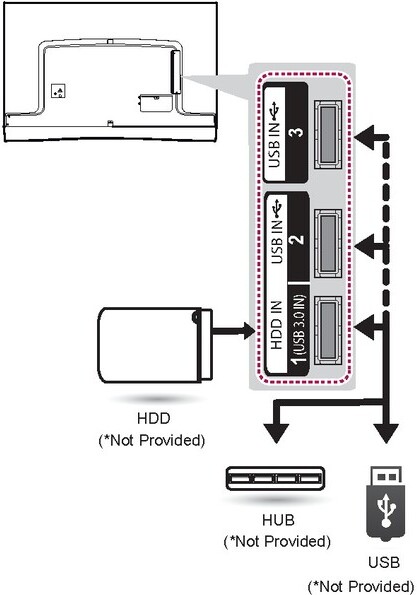 USB IN
3
USB IN
2
HDD IN
1 (USB 3.0 IN)
HDD
(*Not Provided)
HUB
(*Not Provided)
USB
(*Not Provided)